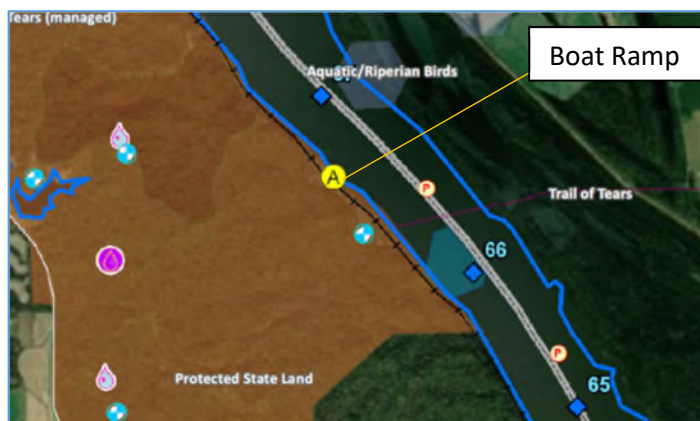 Tears (managed)
Boat Ramp
Aquatic/Riperian Birds
A
P
Trail of Tears
66
P
65
Protected State Land